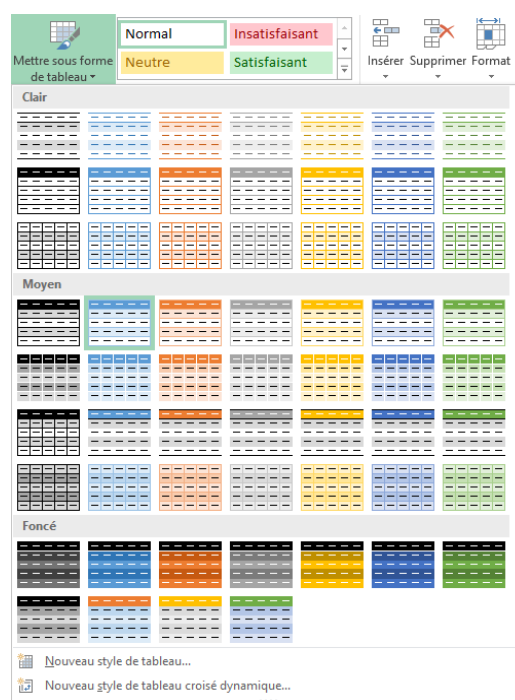 Normal Insatisfaisant
Mettre sous forme
de tableau
Neutre Satisfaisant
Insérer Supprimer Format
Clair
Moyen
Foncé
Nouveau style de tableau...
Nouveau style de tableau croisé dynamique...